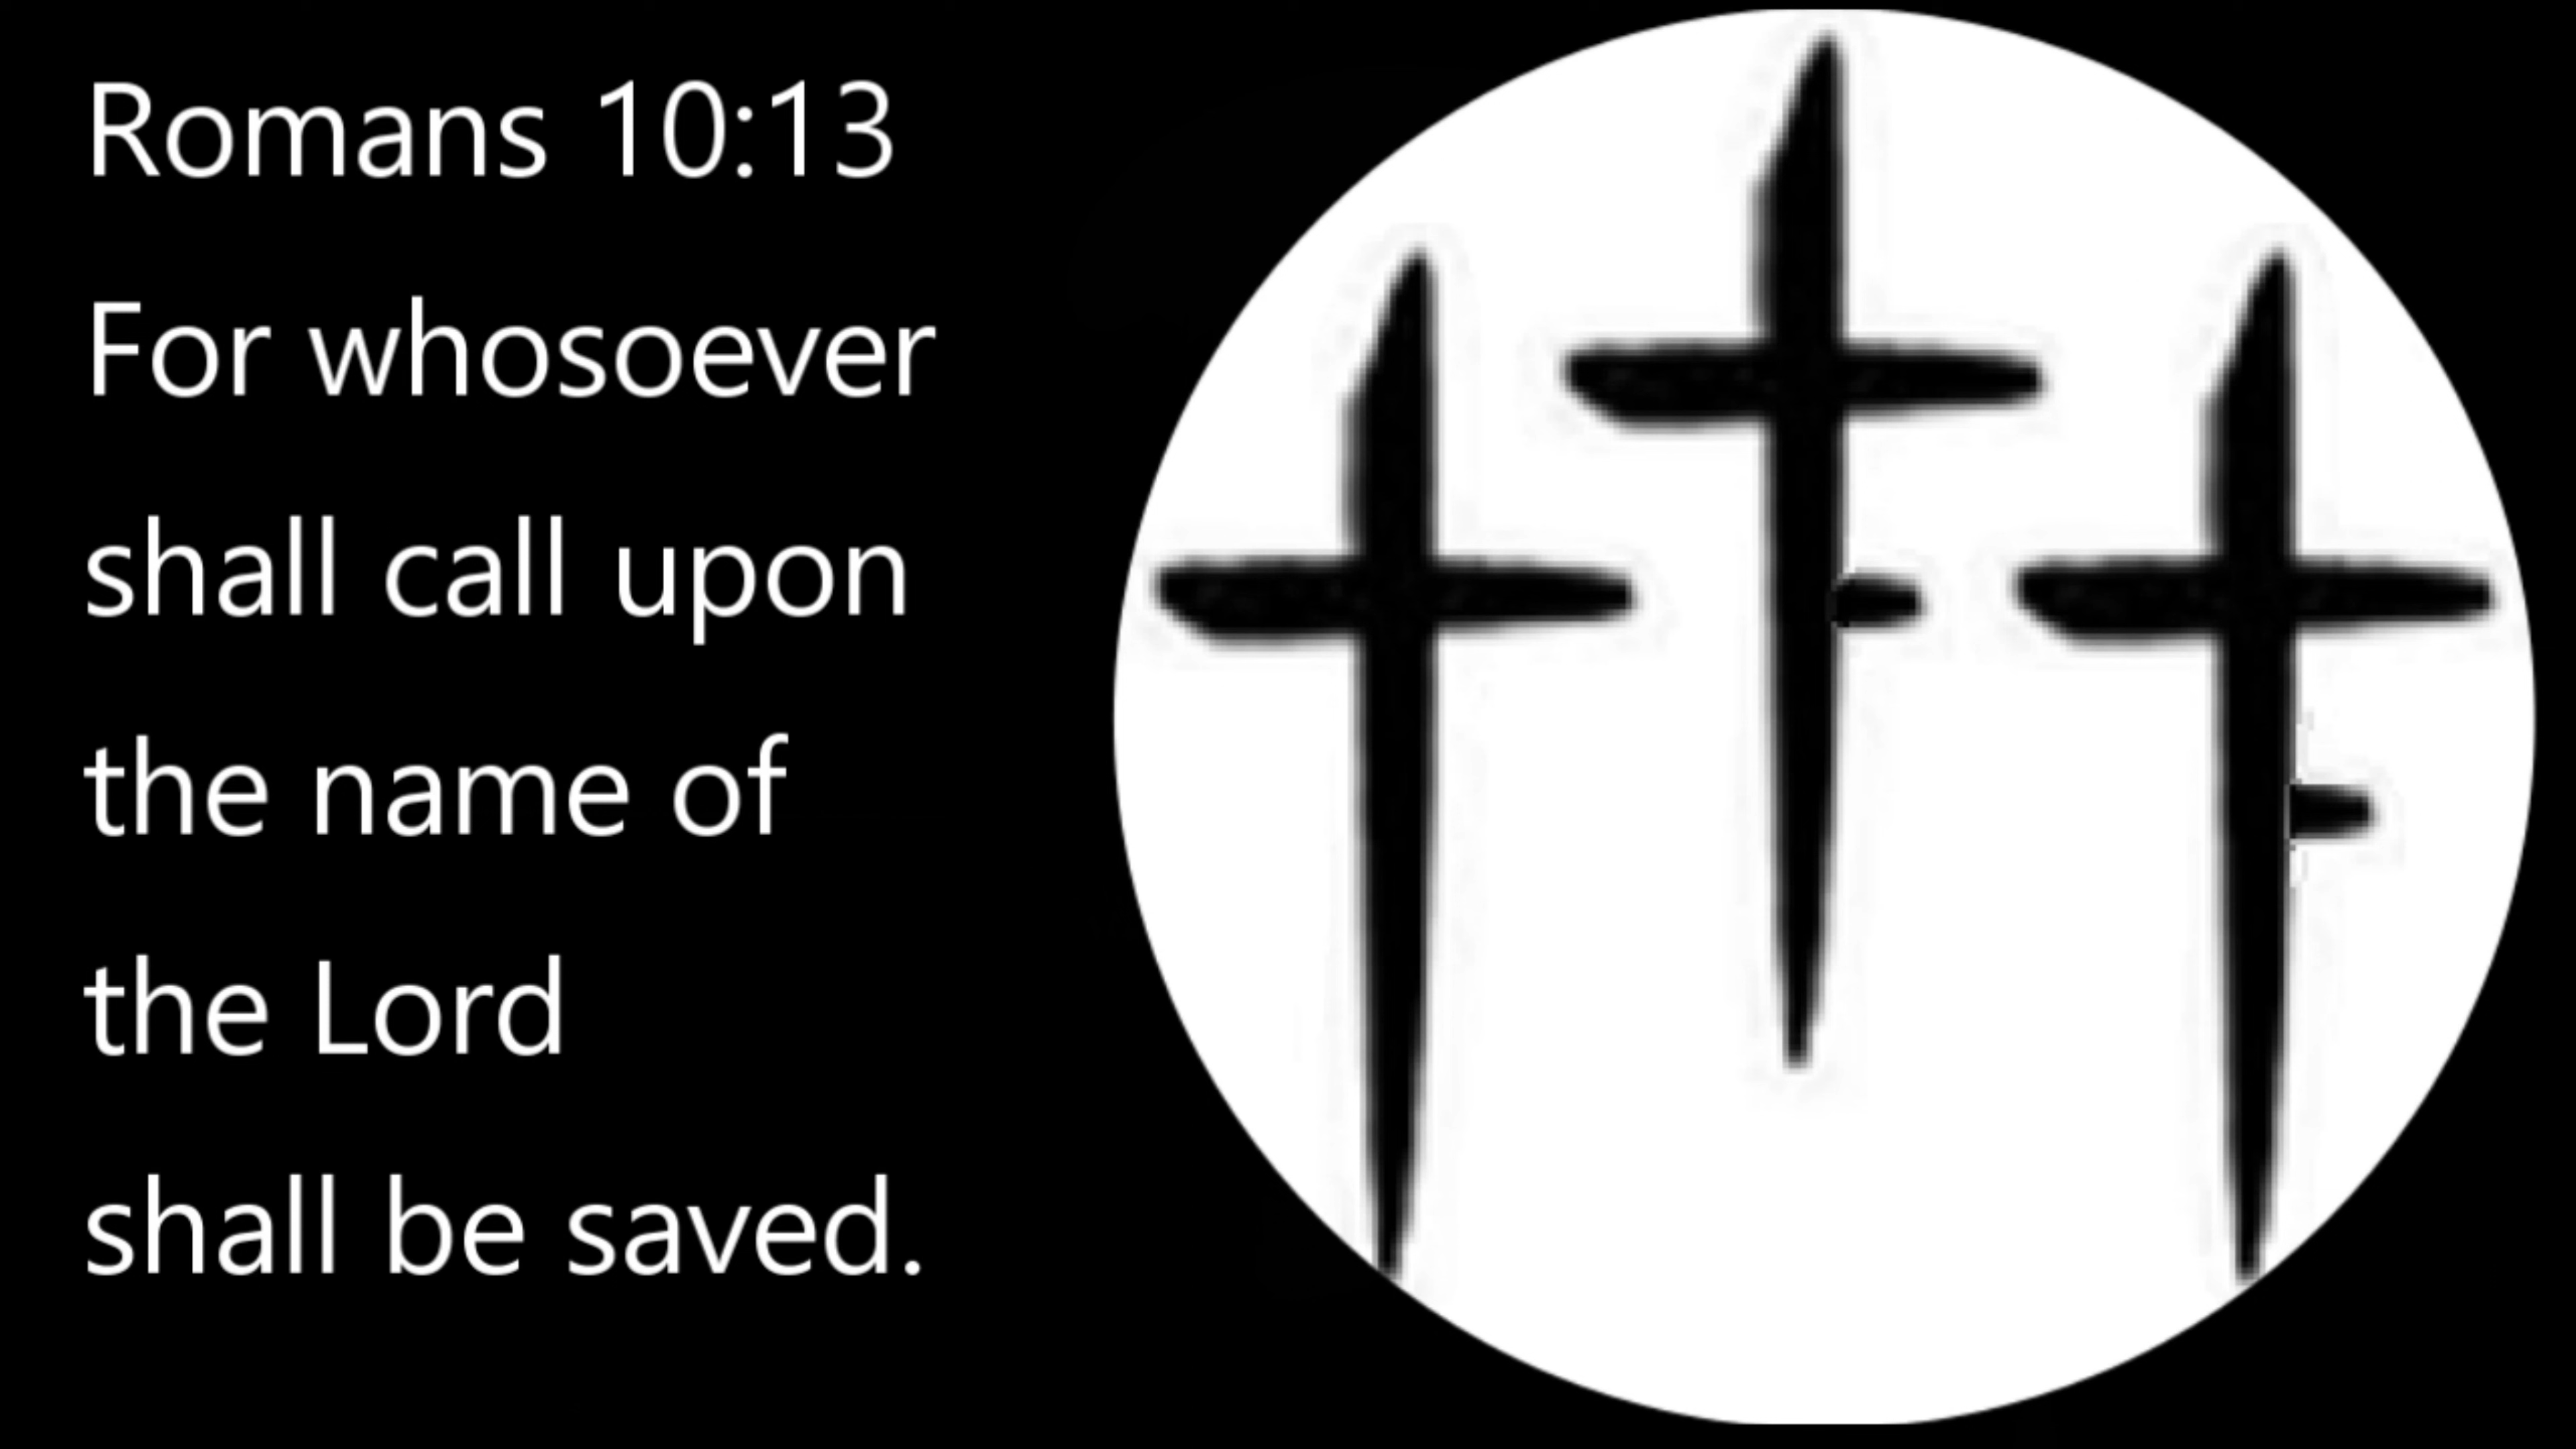 Romans 10:13
For whosoever
shall call upon
the name of
the Lord
shall be saved.